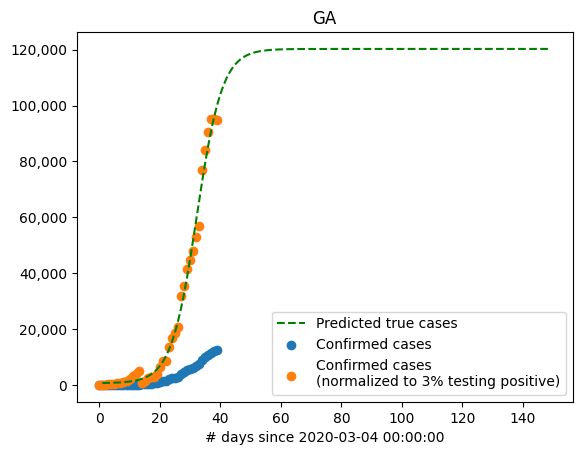 GA
120,000
100,000
80,000
60,000
40,000
20,000
0
Predicted true cases
Confirmed cases
Confirmed cases
(normalized to 3% testing positive)
0 20 40 60 80 100 120 140
# days since 2020-03-04 00:00:00